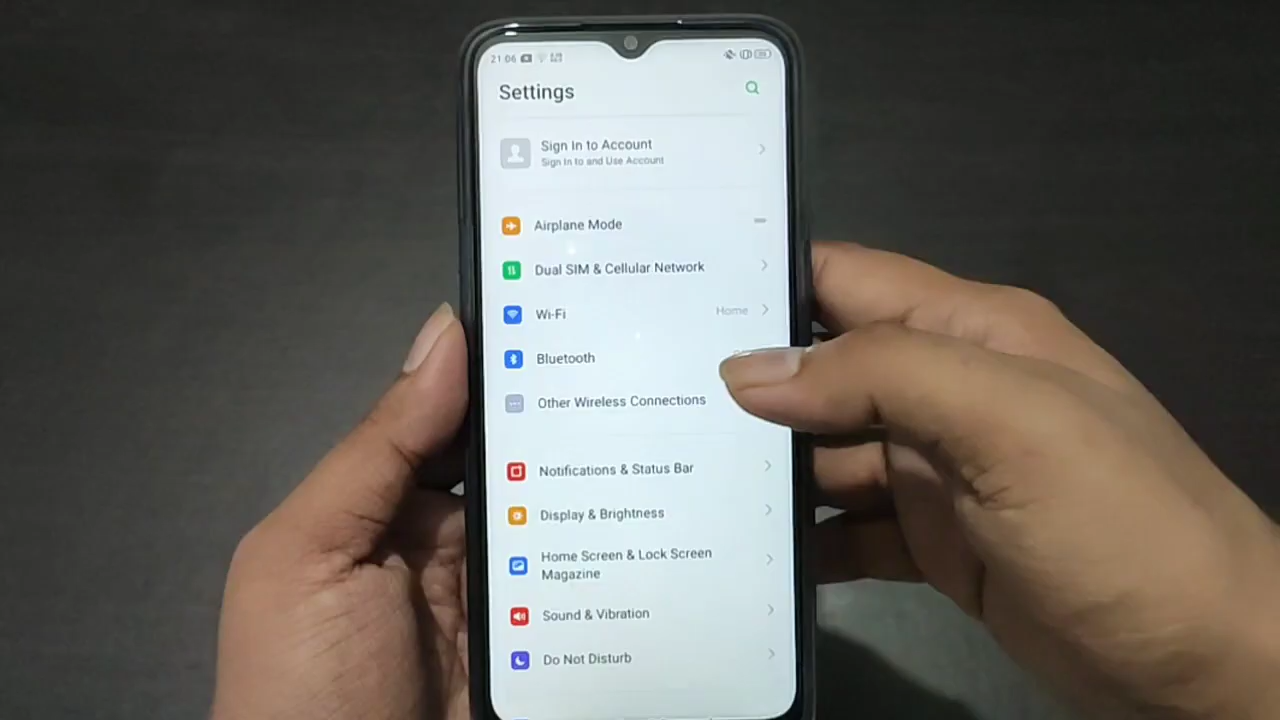 21:06
Settings
Sign In to Account
Sign In to and Use Account
Airplane Mode
Dual SIM & Cellular Network
Wi-Fi Home
Bluetooth
Other Wireless Connections
Notifications & Status Bar
Display & Brightness
Home Screen & Lock Screen
Magazine
Sound & Vibration
Do Not Disturb